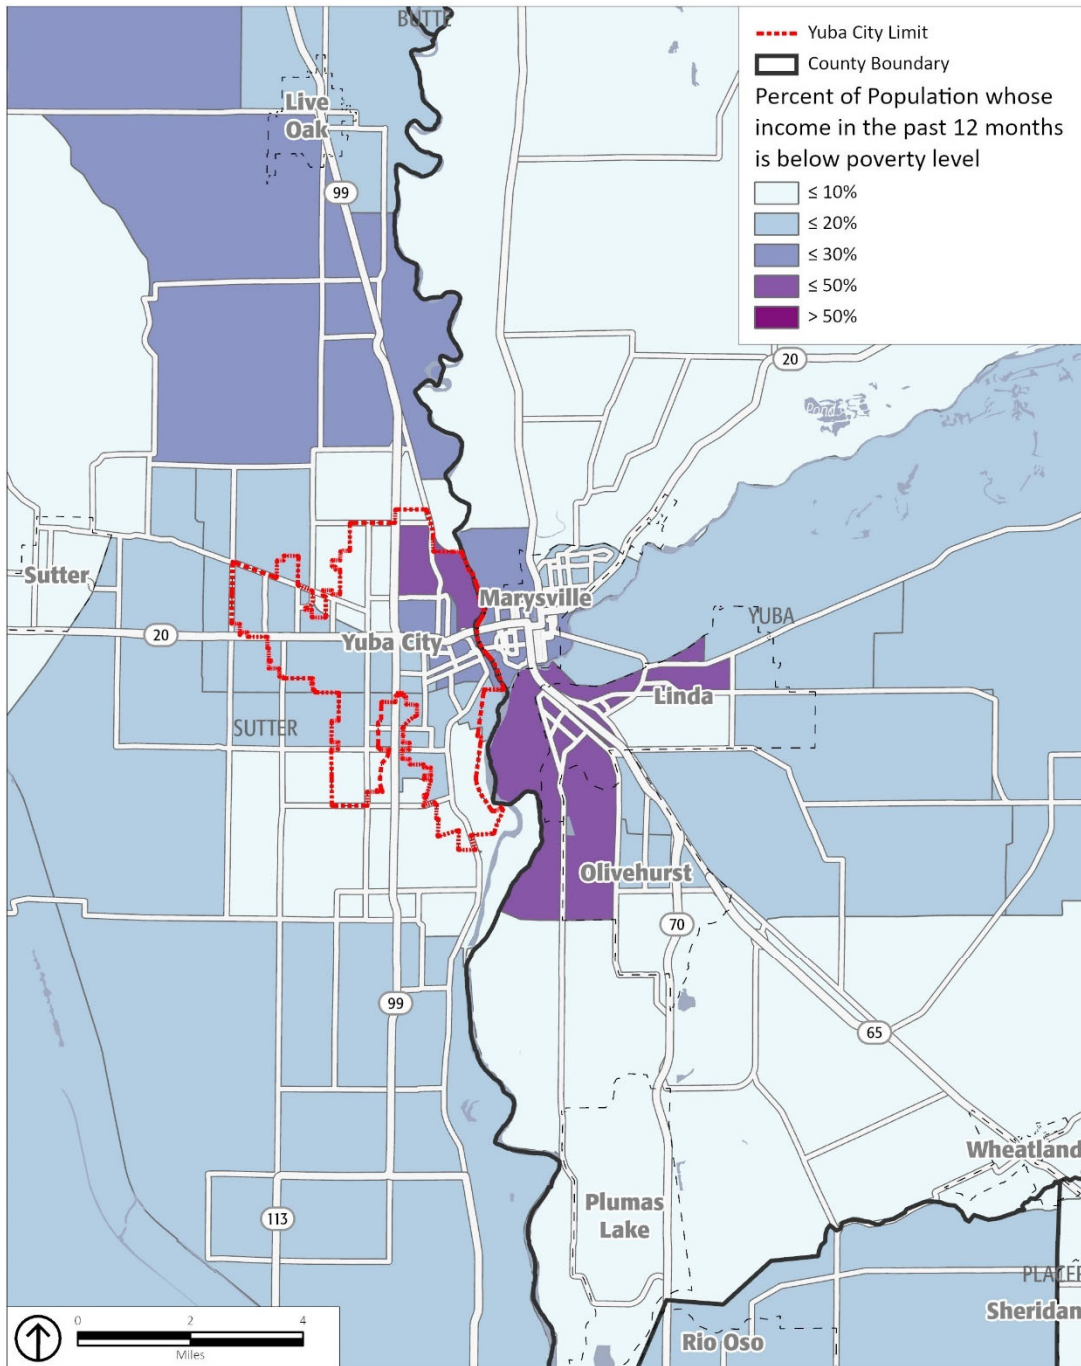 BUTTE
Yuba City Limit
County Boundary
Percent of Population whose
income in the past 12 months
is below poverty level
≤ 10%
≤ 20%
≤ 30%
≤ 50%
> 50%
Live
Oak
99
20
Sutter
Marysville
20
Yuba City
YUBA
Linda
SUTTER
Olivehurst
70
99
65
Wheatland
Plumas
Lake
113
PLACER
Sheridan
Rio Oso
0 2 4
Miles